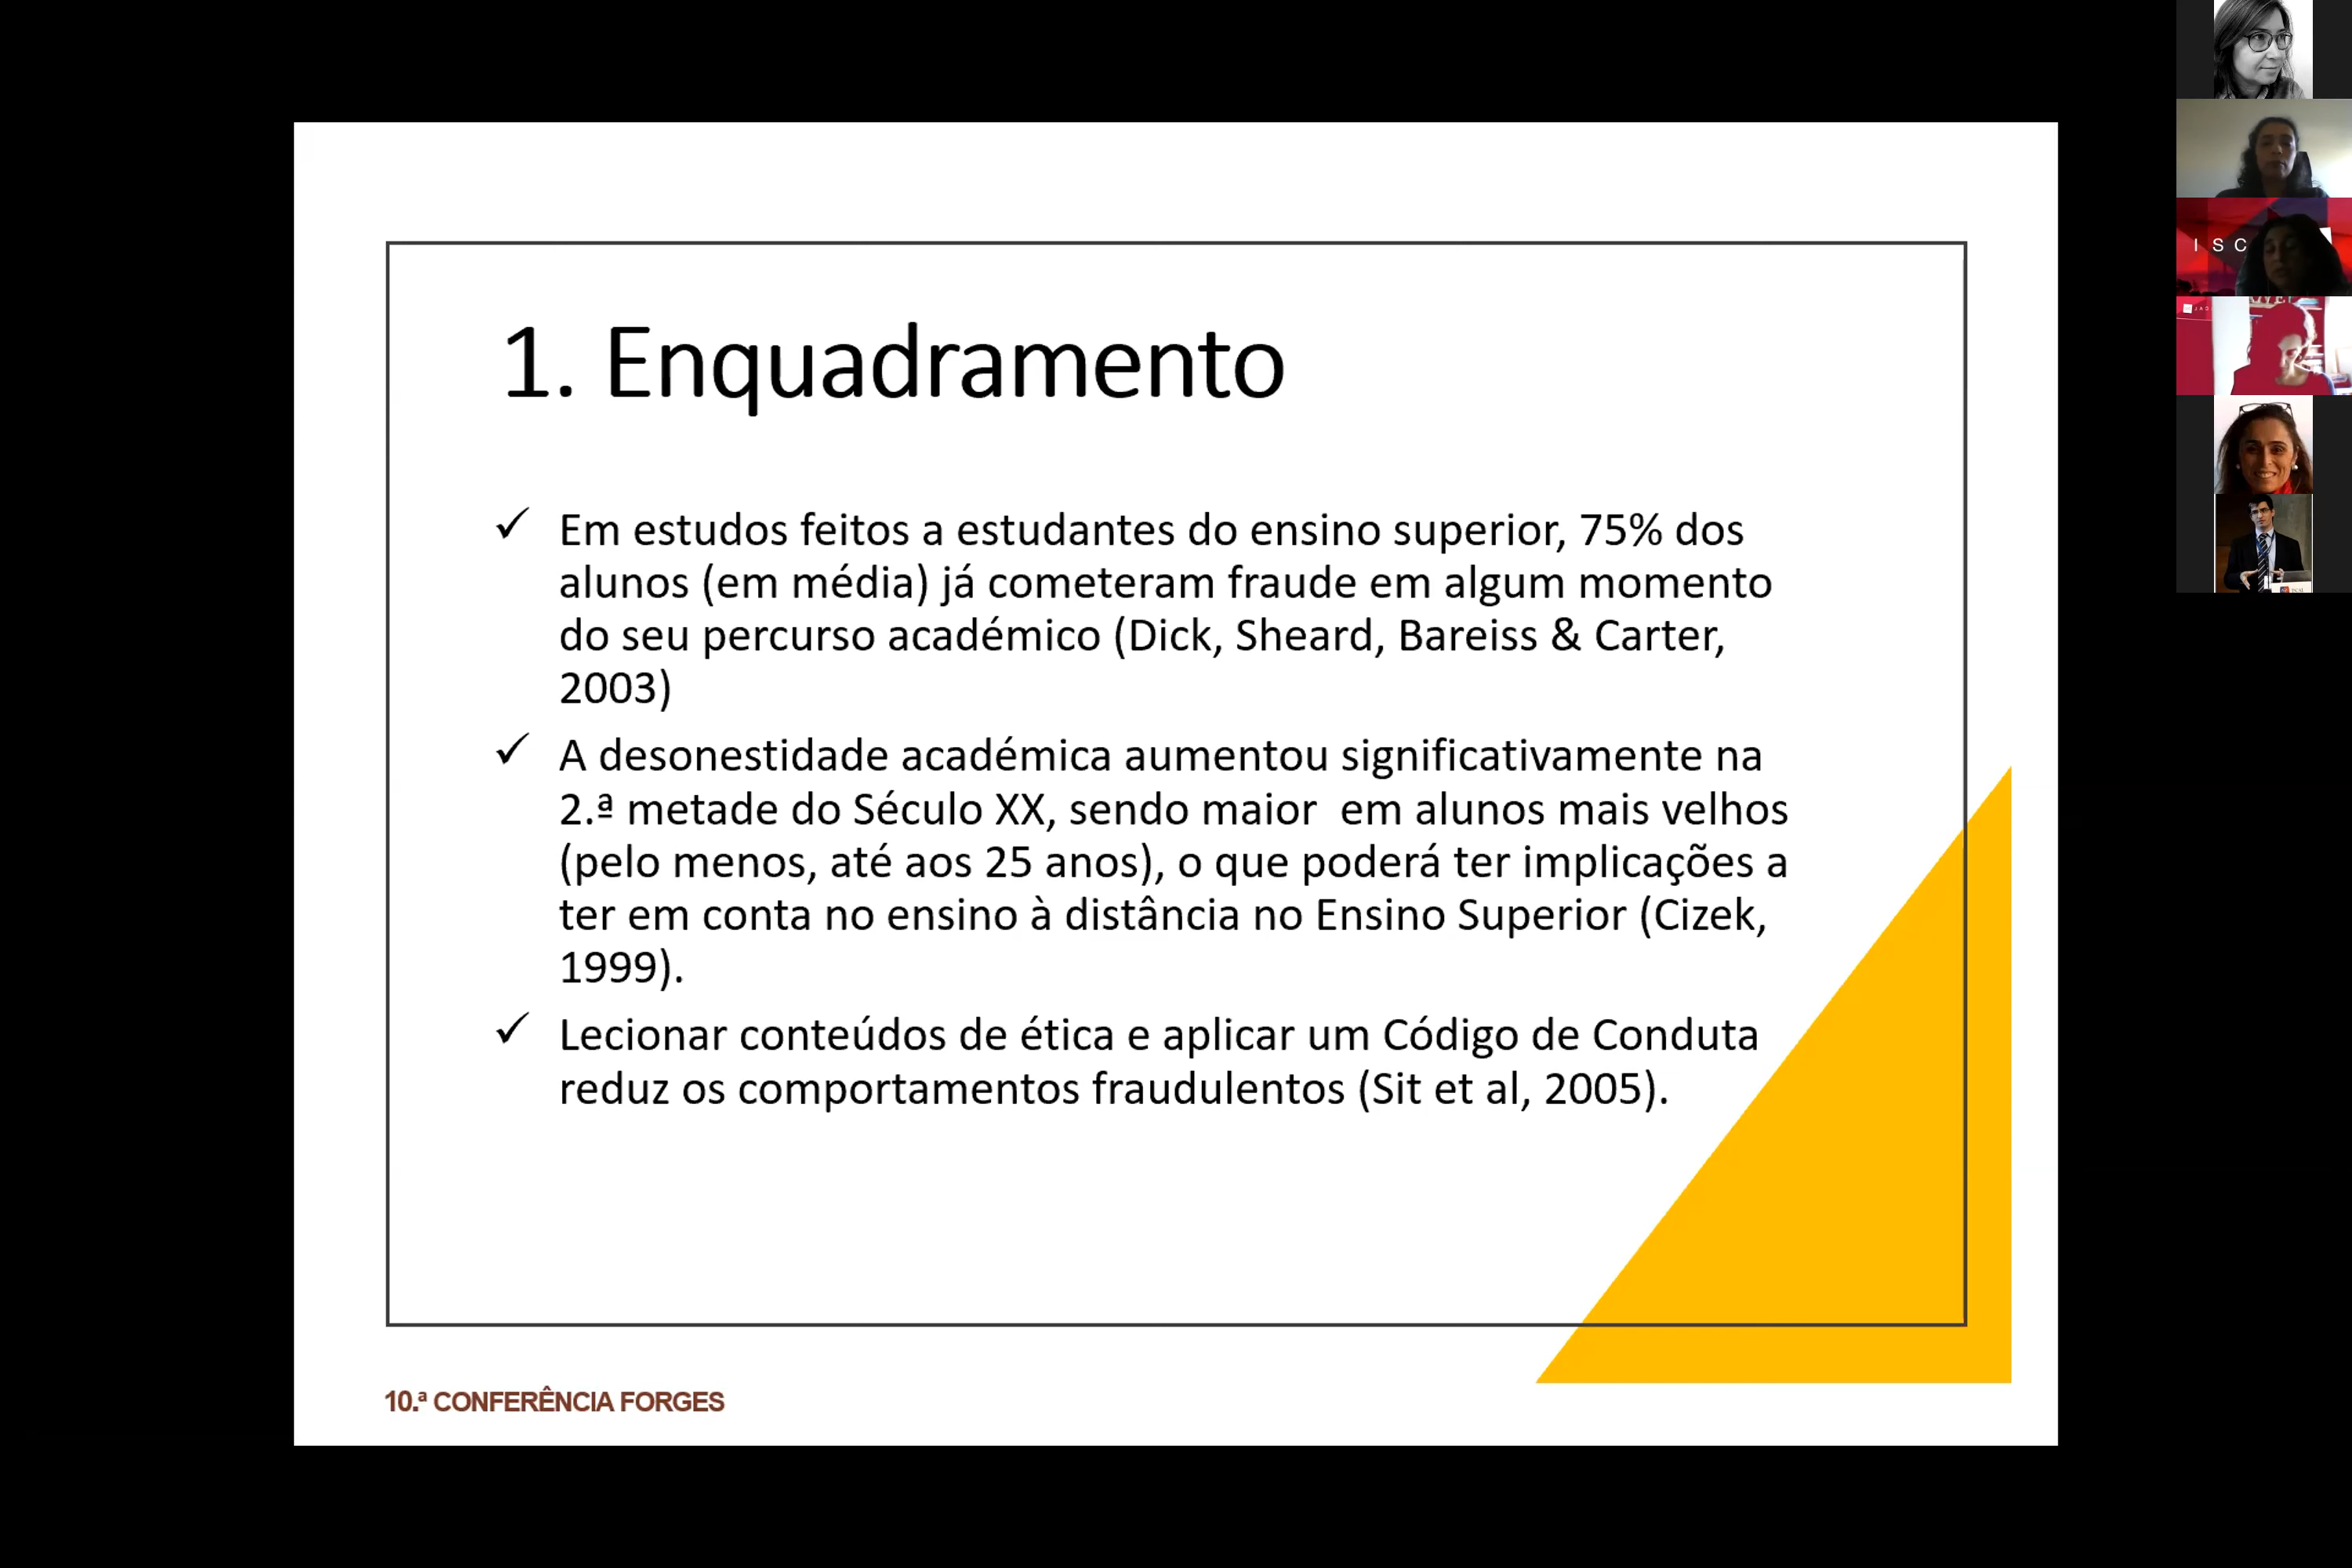 1. Enquadramento
✓ Em estudos feitos a estudantes do ensino superior, 75% dos
alunos (em média) já cometeram fraude em algum momento
do seu percurso académico (Dick, Sheard, Bareiss & Carter,
2003)
✓ A desonestidade académica aumentou significativamente na
2.ª metade do Século XX, sendo maior em alunos mais velhos
(pelo menos, até aos 25 anos), o que poderá ter implicações a
ter em conta no ensino à distância no Ensino Superior (Cizek,
1999).
✓ Lecionar conteúdos de ética e aplicar um Código de Conduta
reduz os comportamentos fraudulentos (Sit et al, 2005).
10.ª CONFERÊNCIA FORGES
I S C